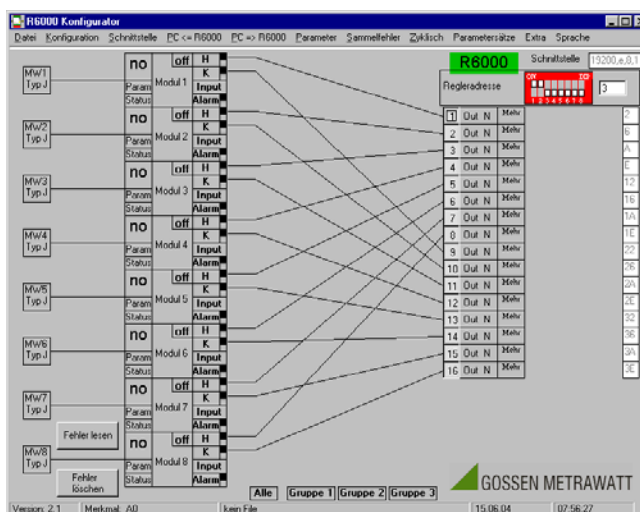 R6000 Konfigurator
Datei Konfiguration Schnittstelle PC <= R6000 PC => R6000 Parameter Sammelfehler Zyklisch Parametersätze Extra Sprache
R6000 Schnittstelle 19200,e,8,1
Regleradresse ON 1 2 3 4 5 6 7 8 3
MW1 Typ J no off H K Modul 1 Param Input Status Alarm
MW2 Typ J no off H K Modul 2 Param Input Status Alarm
MW3 Typ J no off H K Modul 3 Param Input Status Alarm
MW4 Typ J no off H K Modul 4 Param Input Status Alarm
MW5 Typ J no off H K Modul 5 Param Input Status Alarm
MW6 Typ J no off H K Modul 6 Param Input Status Alarm
MW7 Typ J no off H K Modul 7 Param Input Status Alarm
MW8 Typ J no off H K Modul 8 Param Input Status Alarm
1 Out N Mehr 2
2 Out N Mehr 6
3 Out N Mehr A
4 Out N Mehr E
5 Out N Mehr 12
6 Out N Mehr 16
7 Out N Mehr 1A
8 Out N Mehr 1E
9 Out N Mehr 22
10 Out N Mehr 26
11 Out N Mehr 2A
12 Out N Mehr 2E
13 Out N Mehr 32
14 Out N Mehr 36
15 Out N Mehr 3A
16 Out N Mehr 3E
Fehler lesen
Fehler löschen
Alle Gruppe 1 Gruppe 2 Gruppe 3
GOSSEN METRAWATT
Version: 2.1 Merkmal: A0 kein File 15.06.04 07:56:27